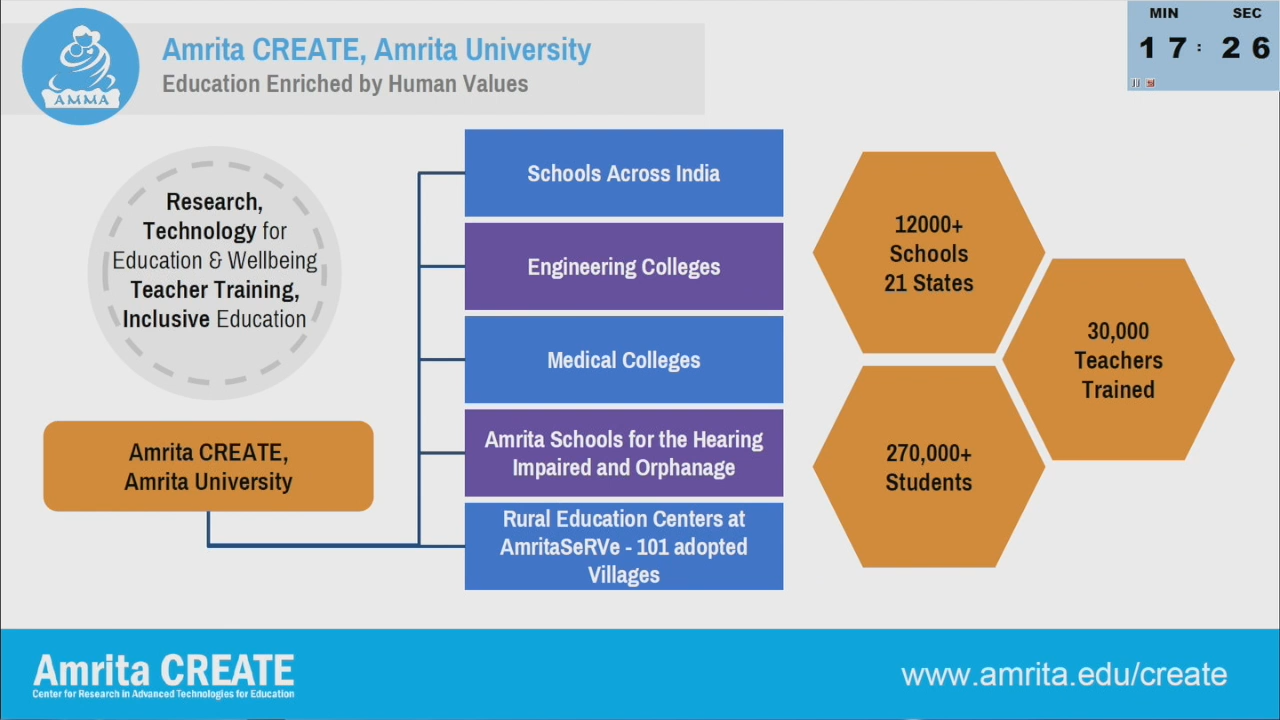 Amrita CREATE, Amrita University
Education Enriched by Human Values
AMMA
MIN SEC
17: 26
Research,
Technology for
Education & Wellbeing
Teacher Training,
Inclusive Education
Amrita CREATE,
Amrita University
Schools Across India
Engineering Colleges
Medical Colleges
Amrita Schools for the Hearing
Impaired and Orphanage
Rural Education Centers at
AmritaSeRVe - 101 adopted
Villages
12000+
Schools
21 States
30,000
Teachers
Trained
270,000+
Students
Amrita CREATE
Center for Research in Advanced Technologies for Education
www.amrita.edu/create